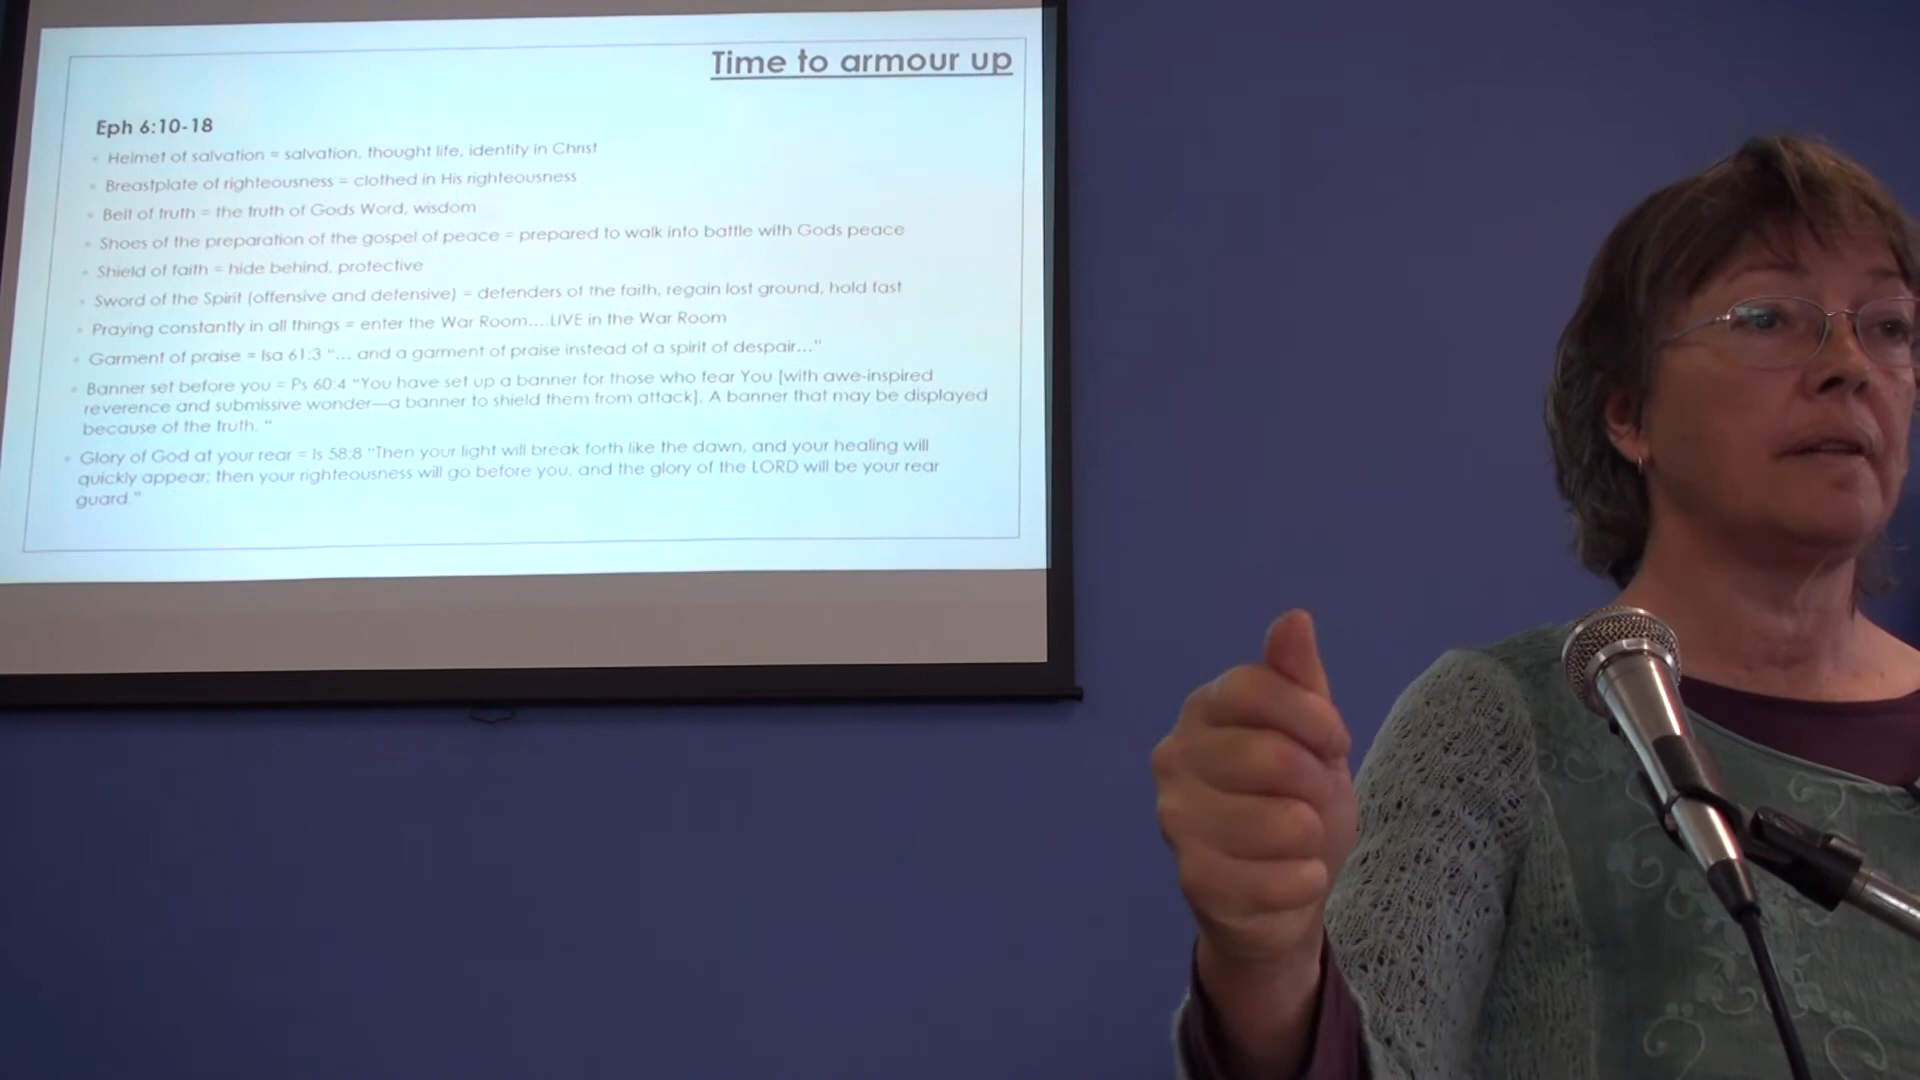 Time to armour up
Eph 6:10-18
Helmet of salvation = salvation, thought life, identity in Christ
Breastplate of righteousness = clothed in His righteousness
Belt of truth = the truth of Gods Word, wisdom
Shoes of the preparation of the gospel of peace = prepared to walk into battle with Gods peace
Shield of faith = hide behind, protective
Sword of the Spirit (offensive and defensive) = defenders of the faith, regain lost ground, hold fast
Praying constantly in all things = enter the War Room....LIVE in the War Room
Garment of praise = Isa 61:3 "... and a garment of praise instead of a spirit of despair..."
Banner set before you = Ps 60:4 "You have set up a banner for those who fear You [with awe-inspired
reverence and submissive wonder—a banner to shield them from attack], A banner that may be displayed
because of the truth. "
Glory of God at your rear = Is 58:8 "Then your light will break forth like the dawn, and your healing will
quickly appear; then your righteousness will go before you, and the glory of the LORD will be your rear
guard."